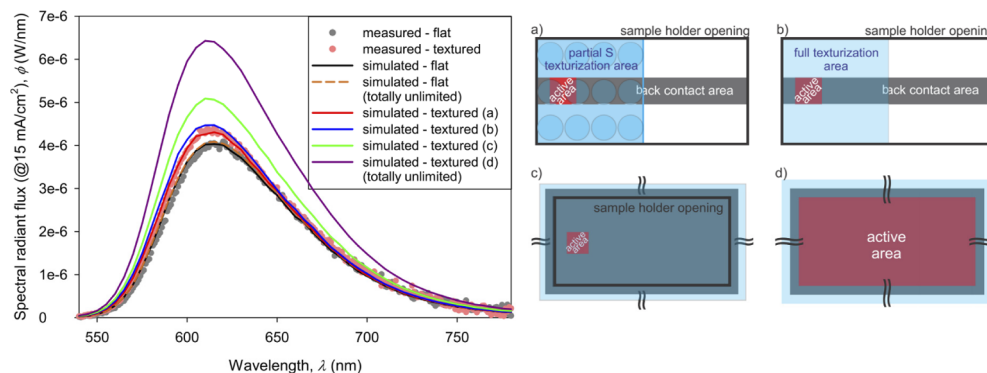 7e-6
6e-6
5e-6
4e-6
3e-6
2e-6
1e-6
0
Spectral radiant flux (@15 mA/cm²), ϕ (W/nm)
550
600
650
700
750
Wavelength, λ (nm)
measured - flat
measured - textured
simulated - flat
simulated - flat
(totally unlimited)
simulated - textured (a)
simulated - textured (b)
simulated - textured (c)
simulated - textured (d)
(totally unlimited)
a)
sample holder opening
partial S
texturization area
active
area
back contact area
b)
sample holder opening
full texturization
area
active
area
back contact area
c)
sample holder opening
active
area
d)
active
area